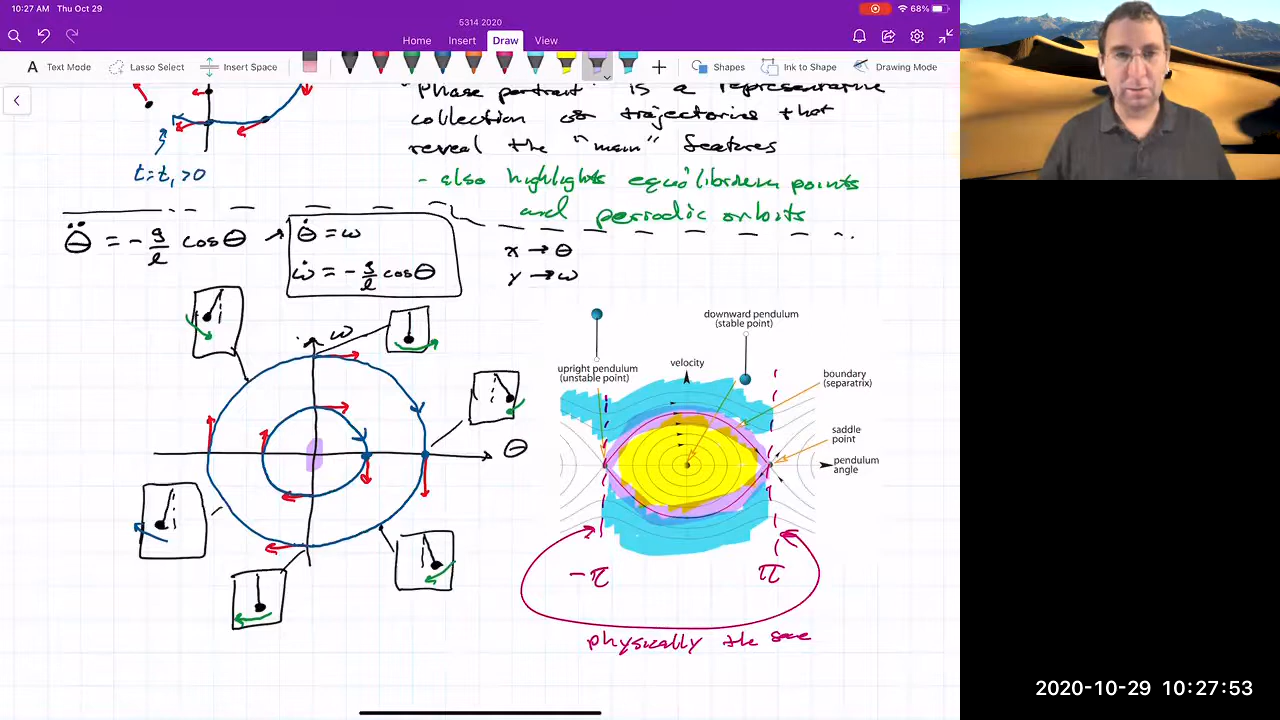 10:27 AM Thu Oct 29
68%
5314 2020
Home Insert Draw View
Text Mode Lasso Select Insert Space Shapes Ink to Shape Drawing Mode
"Phase portrait" is a representative
collection of trajectories that
reveal the "main" features
- also highlights equilibrium points
and periodic orbits
t=t₁>0
θ̈ = -g/l cosθ → θ̇ = ω
ω̇ = -g/l cosθ
x → θ
y → ω
ω
θ
downward pendulum
(stable point)
upright pendulum
(unstable point)
velocity
boundary
(separatrix)
saddle
point
pendulum
angle
-π π
physically the same
2020-10-29 10:27:53